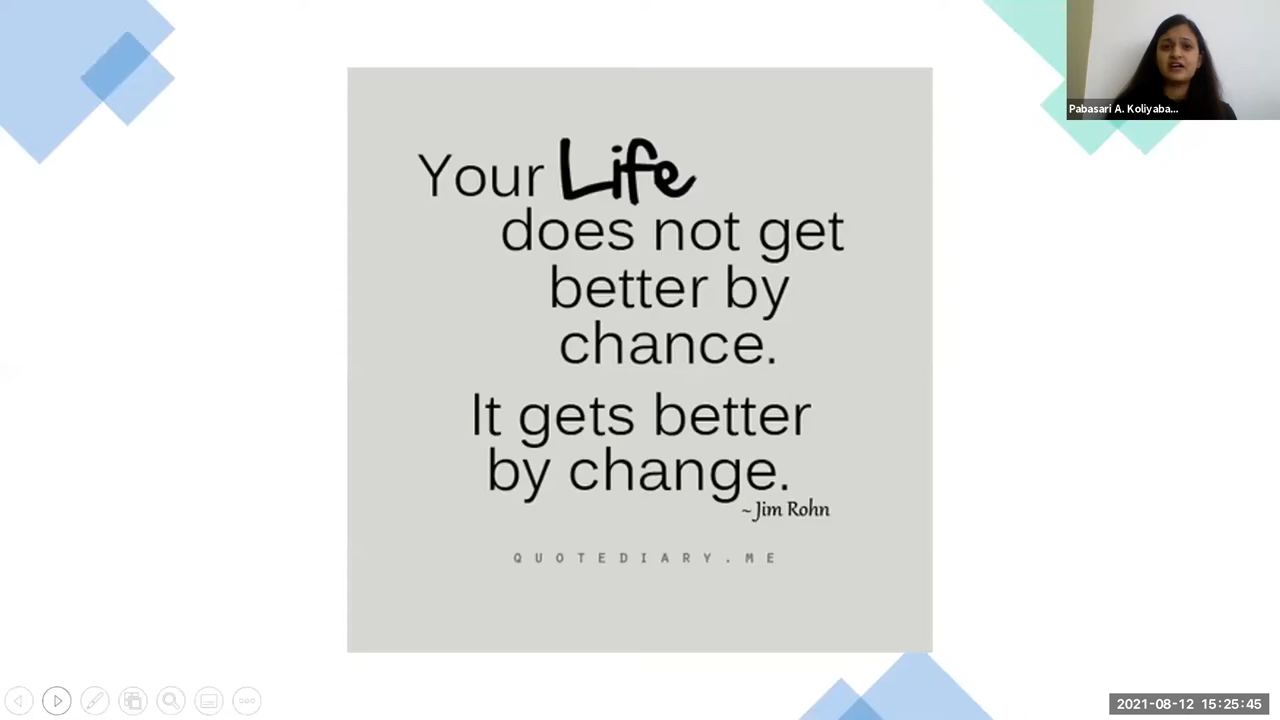 Pabasari A. Koliyaba...
Your Life
does not get
better by
chance.
It gets better
by change.
~ Jim Rohn
QUOTEDIARY.ME
2021-08-12 15:25:45